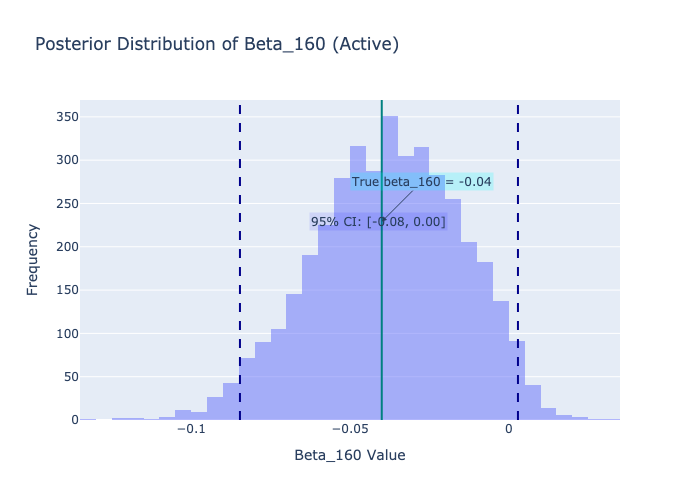 Posterior Distribution of Beta_160 (Active)
350
300
250
200
150
100
50
0
Frequency
True beta_160 = -0.04
95% CI: [-0.08, 0.00]
−0.1
−0.05
0
Beta_160 Value